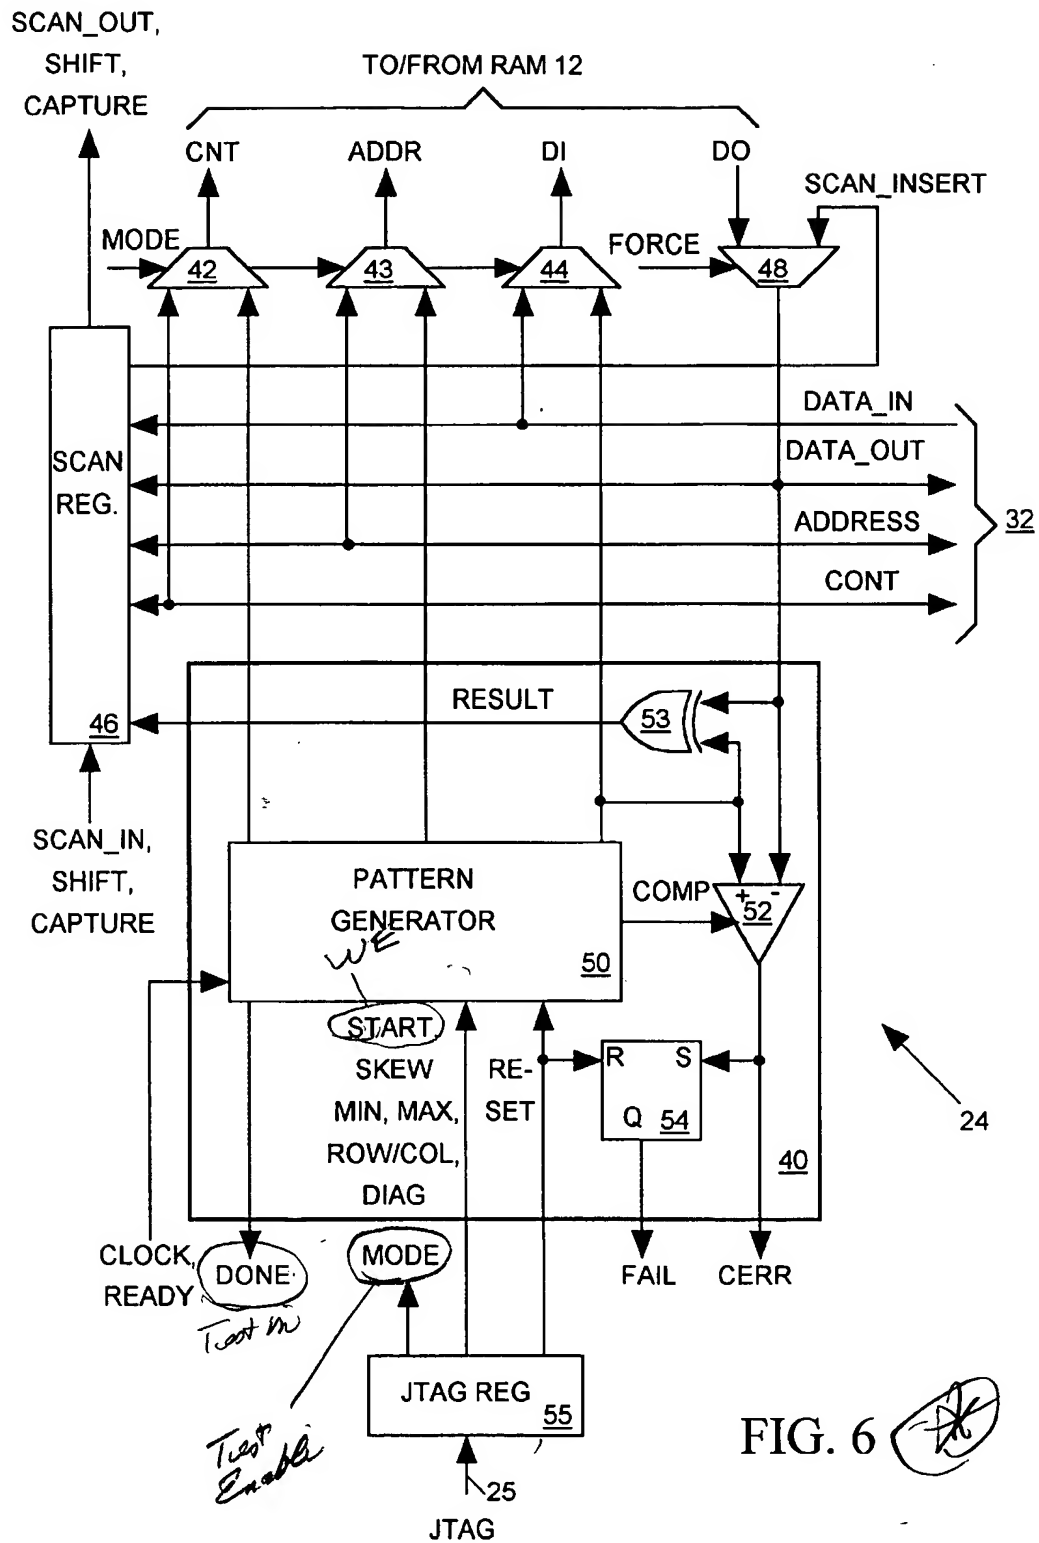 SCAN_OUT,
SHIFT,
CAPTURE
TO/FROM RAM 12
CNT
ADDR
DI
DO
SCAN_INSERT
MODE
42
43
44
FORCE
48
DATA_IN
DATA_OUT
ADDRESS
CONT
32
SCAN
REG.
46
RESULT
53
SCAN_IN,
SHIFT,
CAPTURE
PATTERN
GENERATOR
50
COMP
+ -
52
WE
START,
SKEW
MIN, MAX,
ROW/COL,
DIAG
RE-
SET
R S
Q 54
40
24
CLOCK,
READY
DONE
Test
MODE
FAIL
CERR
JTAG REG
55
Test
Enable
25
JTAG
FIG. 6